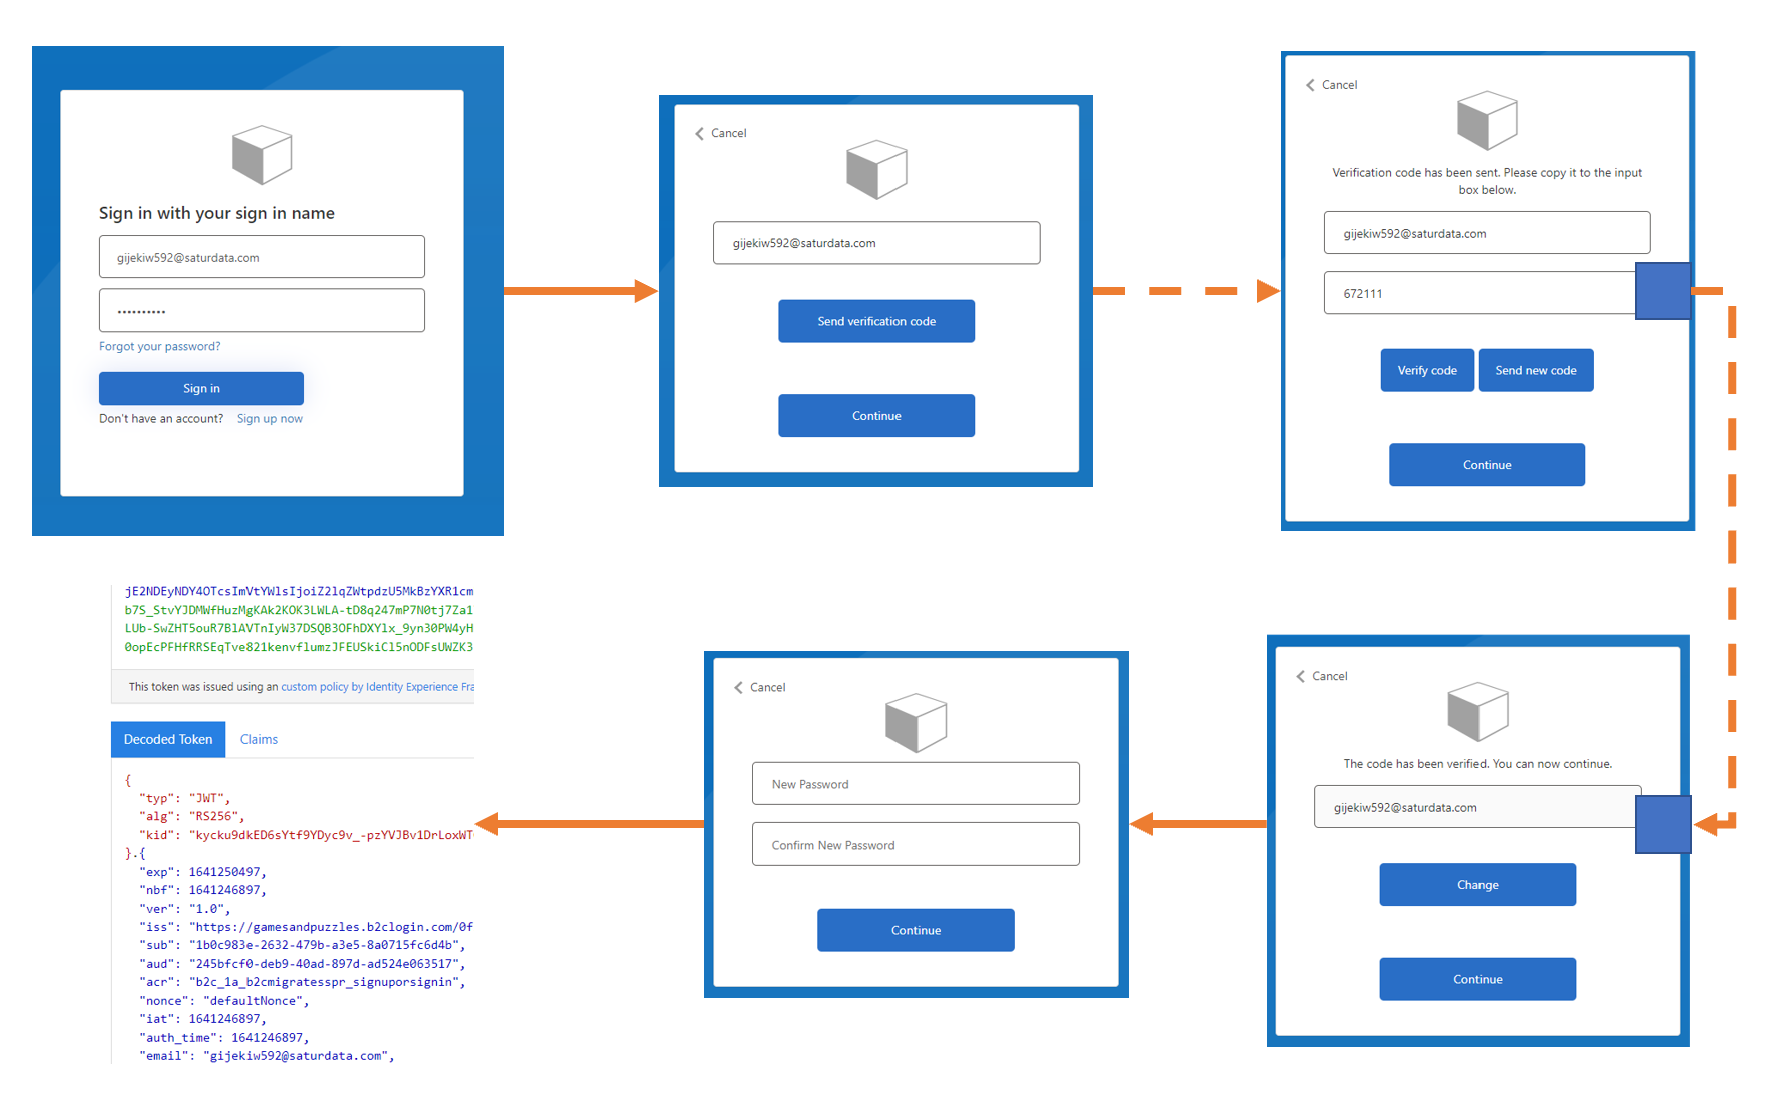 Sign in with your sign in name
gijekiw592@saturdata.com
••••••••••
Forgot your password?
Sign in
Don't have an account? Sign up now
Cancel
gijekiw592@saturdata.com
Send verification code
Continue
Cancel
Verification code has been sent. Please copy it to the input
box below.
gijekiw592@saturdata.com
672111
Verify code Send new code
Continue
Cancel
The code has been verified. You can now continue.
gijekiw592@saturdata.com
Change
Continue
Cancel
New Password
Confirm New Password
Continue
jE2NDEyNDY4OTcsImVtYWlsIjoiZ2lqZWtpdzU5MkBzYXR1cm
b7S_StvYJDMWfHuzMgKAk2KOK3LWLA-tD8q247mP7N0tj7Za1
LUb-SwZHT5ouR7BlAVTnIyW37DSQB3OFhDXYlx_9yn30PW4yH
0opEcPFHfRRSEqTve821kenvflumzJFEUSkiCl5nODFsUWZK3
This token was issued using an custom policy by Identity Experience Fra
Decoded Token Claims
{
"typ": "JWT",
"alg": "RS256",
"kid": "kycku9dkED6sYtf9YDyc9v_-pzYVJBv1DrLoxWT
}.{
"exp": 1641250497,
"nbf": 1641246897,
"ver": "1.0",
"iss": "https://gamesandpuzzles.b2clogin.com/0f
"sub": "1b0c983e-2632-479b-a3e5-8a0715fc6d4b",
"aud": "245bfcf0-deb9-40ad-897d-ad524e063517",
"acr": "b2c_1a_b2cmigratesspr_signuporsignin",
"nonce": "defaultNonce",
"iat": 1641246897,
"auth_time": 1641246897,
"email": "gijekiw592@saturdata.com",